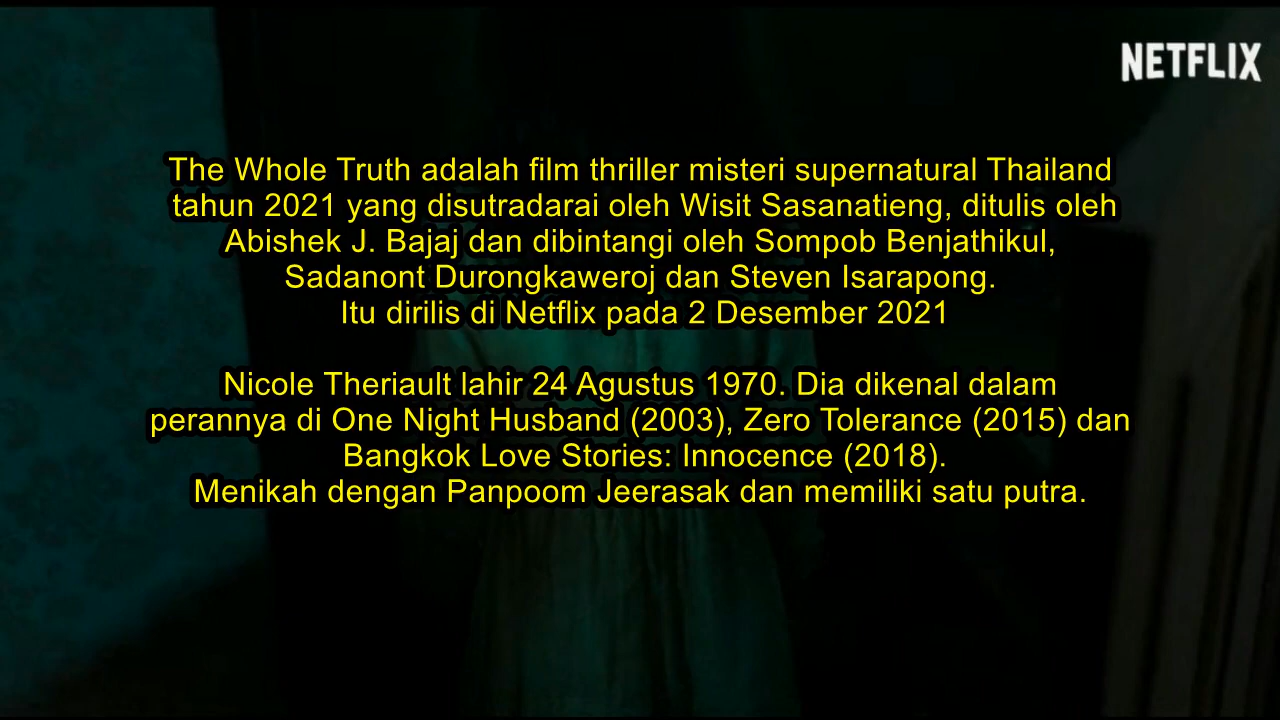 NETFLIX
The Whole Truth adalah film thriller misteri supernatural Thailand
tahun 2021 yang disutradarai oleh Wisit Sasanatieng, ditulis oleh
Abishek J. Bajaj dan dibintangi oleh Sompob Benjathikul,
Sadanont Durongkaweroj dan Steven Isarapong.
Itu dirilis di Netflix pada 2 Desember 2021
Nicole Theriault lahir 24 Agustus 1970. Dia dikenal dalam
perannya di One Night Husband (2003), Zero Tolerance (2015) dan
Bangkok Love Stories: Innocence (2018).
Menikah dengan Panpoom Jeerasak dan memiliki satu putra.